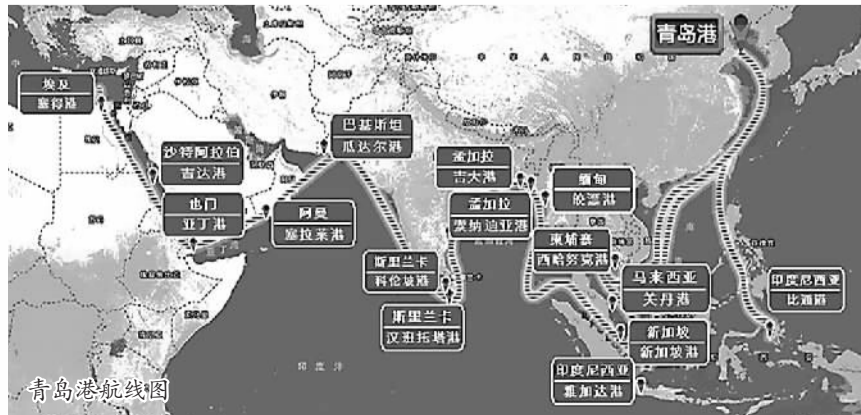 青岛港
埃及
塞得港
沙特阿拉伯
吉达港
也门
亚丁港
阿曼
塞拉莱港
巴基斯坦
瓜达尔港
孟加拉
吉大港
孟加拉
蒙纳迪亚港
缅甸
皎漂港
柬埔寨
西哈努克港
斯里兰卡
科伦坡港
斯里兰卡
汉班托塔港
马来西亚
关丹港
新加坡
新加坡港
印度尼西亚
雅加达港
印度尼西亚
比通港
印度洋
青岛港航线图